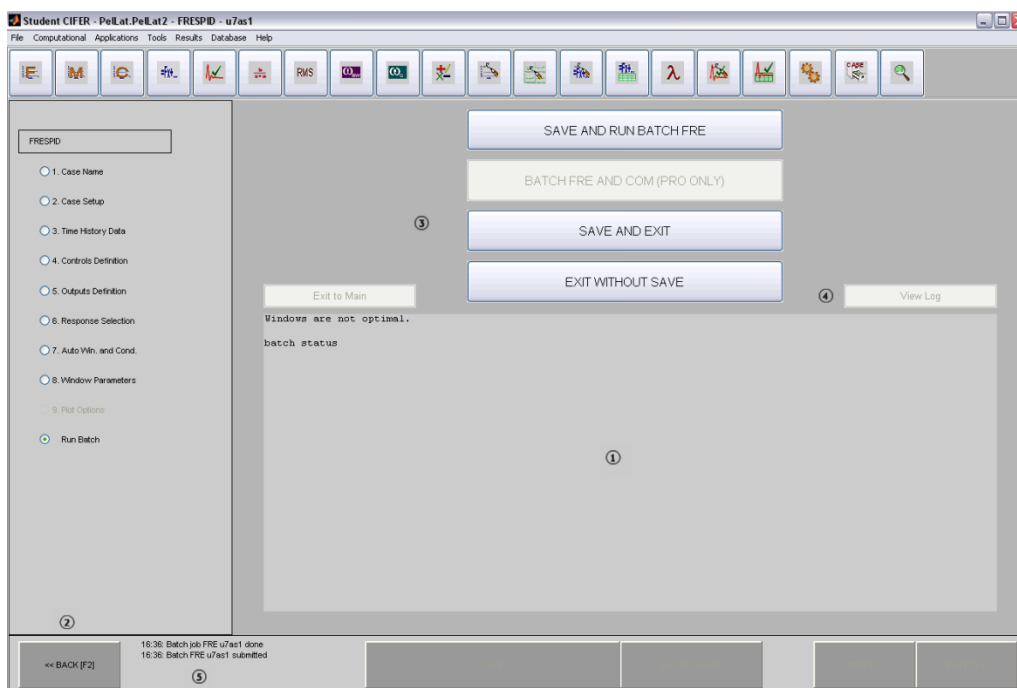 Student CIFER - PelLat.PelLat2 - FRESPID - u7as1
File Computational Applications Tools Results Database Help
RMS
λ
CASE
FRESPID
1. Case Name
2. Case Setup
3. Time History Data
4. Controls Definition
5. Outputs Definition
6. Response Selection
7. Auto Win. and Cond.
8. Window Parameters
9. Plot Options
Run Batch
②
SAVE AND RUN BATCH FRE
BATCH FRE AND COM (PRO ONLY)
③
SAVE AND EXIT
EXIT WITHOUT SAVE
Exit to Main
④
View Log
Windows are not optimal.
batch status
①
<< BACK [F2]
16:36: Batch job FRE u7as1 done
16:36: Batch FRE u7as1 submitted
⑤